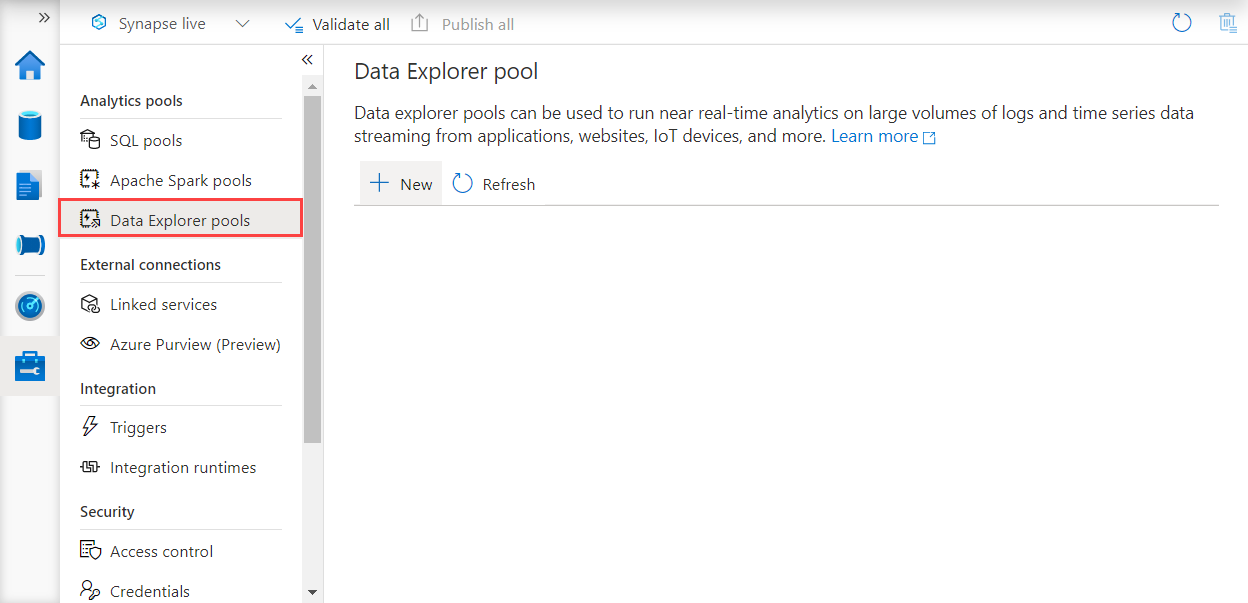 Synapse live
Validate all
Publish all
Analytics pools
SQL pools
Apache Spark pools
Data Explorer pools
External connections
Linked services
Azure Purview (Preview)
Integration
Triggers
Integration runtimes
Security
Access control
Credentials
Data Explorer pool
Data explorer pools can be used to run near real-time analytics on large volumes of logs and time series data
streaming from applications, websites, IoT devices, and more. Learn more
New
Refresh